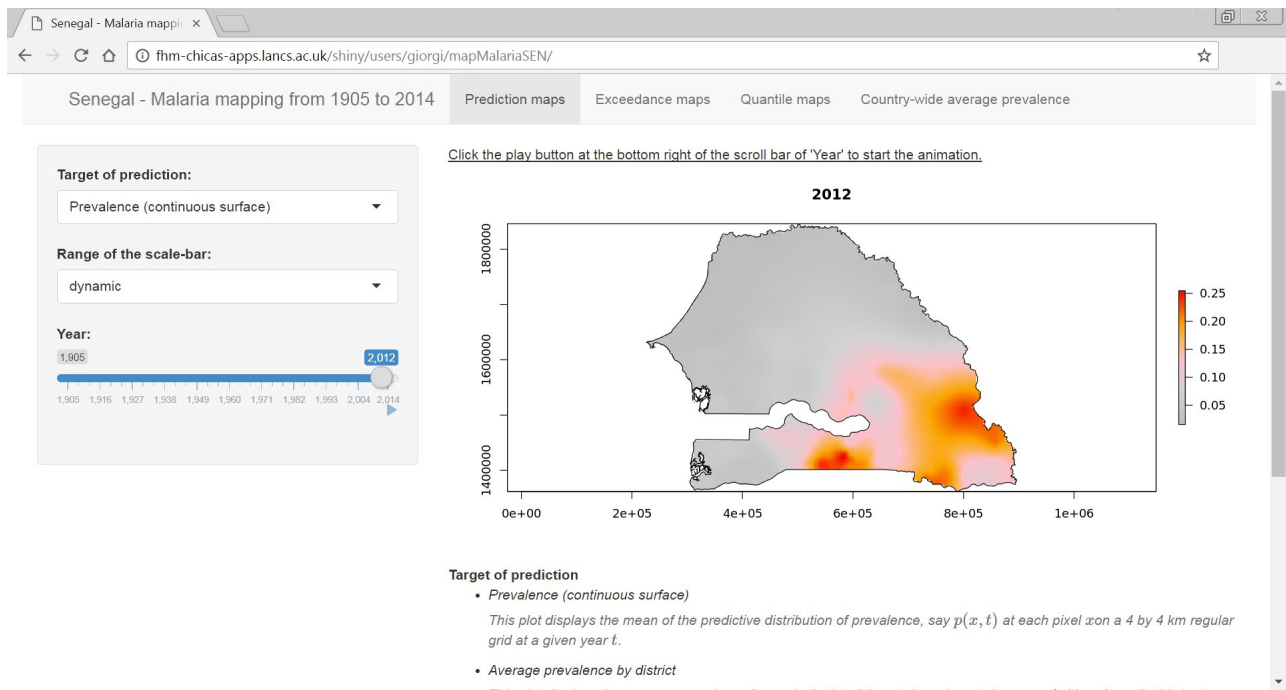 Senegal - Malaria mappi
fhm-chicas-apps.lancs.ac.uk/shiny/users/giorgi/mapMalariaSEN/
Senegal - Malaria mapping from 1905 to 2014
Prediction maps
Exceedance maps
Quantile maps
Country-wide average prevalence
Target of prediction:
Prevalence (continuous surface)
Range of the scale-bar:
dynamic
Year:
1,905
2,012
1,905 1,916 1,927 1,938 1,949 1,960 1,971 1,982 1,993 2,004 2,014
Click the play button at the bottom right of the scroll bar of 'Year' to start the animation.
2012
1800000
1600000
1400000
0e+00 2e+05 4e+05 6e+05 8e+05 1e+06
0.25
0.20
0.15
0.10
0.05
Target of prediction
• Prevalence (continuous surface)
This plot displays the mean of the predictive distribution of prevalence, say p(x, t) at each pixel xon a 4 by 4 km regular
grid at a given year t.
• Average prevalence by district